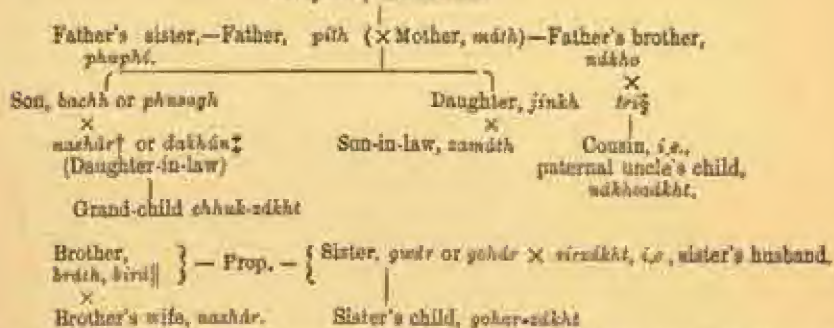 Father's sister,—Father, pith (× Mother, máth)—Father's brother,
phuphí. nákho
×
Son, bachh or phusagh Daughter, jinkh trí§
× ×
nashár† or dakhán‡ Son-in-law, zamáth Cousin, i.e.,
(Daughter-in-law) paternal uncle's child,
nákhozákht.
Grand-child chhuk-zákht
Brother, } — Prop. — { Sister, gwár or gohár × sirzákht, i.e., sister's husband.
bráth, birá||
×
Brother's wife, nashár. Sister's child, gohar-zákht